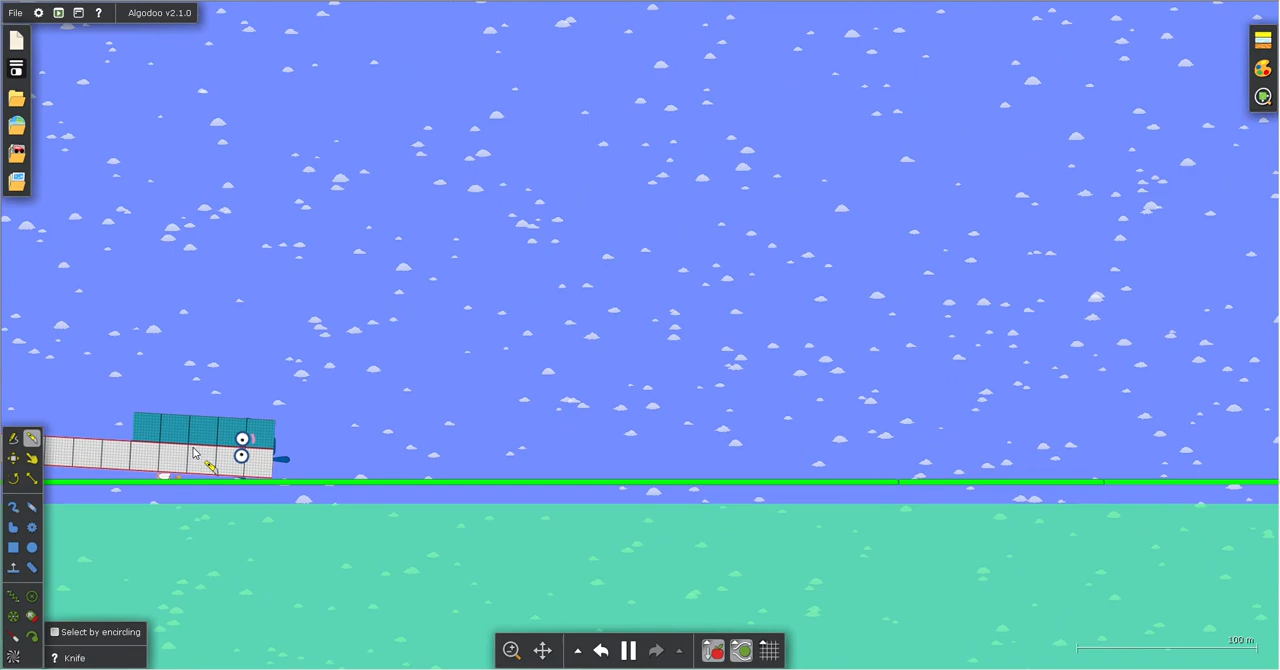 File ? Algodoo v2.1.0
Select by encircling
? Knife
100 m